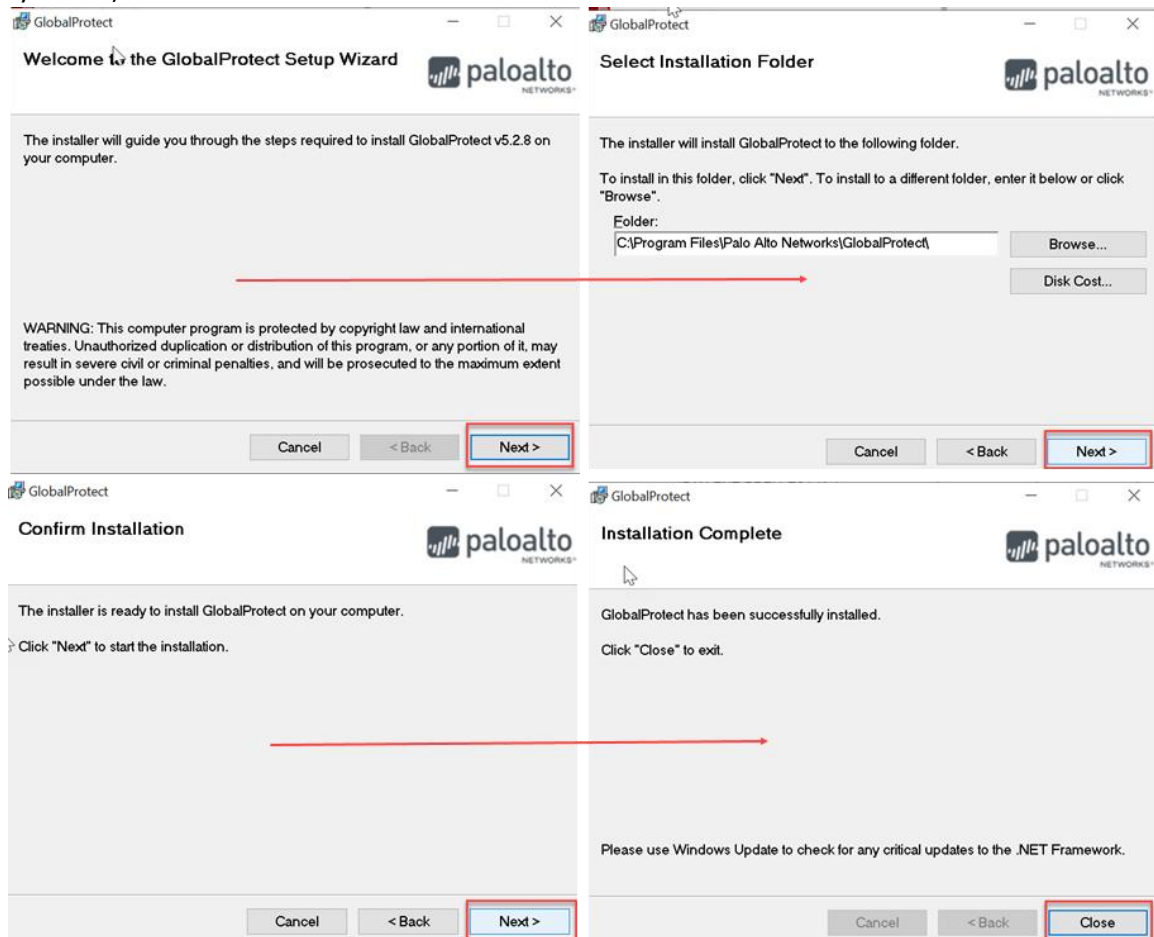 GlobalProtect
Welcome to the GlobalProtect Setup Wizard
paloalto
NETWORKS
The installer will guide you through the steps required to install GlobalProtect v5.2.8 on
your computer.
WARNING: This computer program is protected by copyright law and international
treaties. Unauthorized duplication or distribution of this program, or any portion of it, may
result in severe civil or criminal penalties, and will be prosecuted to the maximum extent
possible under the law.
Cancel
< Back
Next >
GlobalProtect
Select Installation Folder
paloalto
NETWORKS
The installer will install GlobalProtect to the following folder.
To install in this folder, click "Next". To install to a different folder, enter it below or click
"Browse".
Folder:
C:\Program Files\Palo Alto Networks\GlobalProtect\
Browse...
Disk Cost...
Cancel
< Back
Next >
GlobalProtect
Confirm Installation
paloalto
NETWORKS
The installer is ready to install GlobalProtect on your computer.
Click "Next" to start the installation.
Cancel
< Back
Next >
GlobalProtect
Installation Complete
paloalto
NETWORKS
GlobalProtect has been successfully installed.
Click "Close" to exit.
Please use Windows Update to check for any critical updates to the .NET Framework.
Cancel
< Back
Close